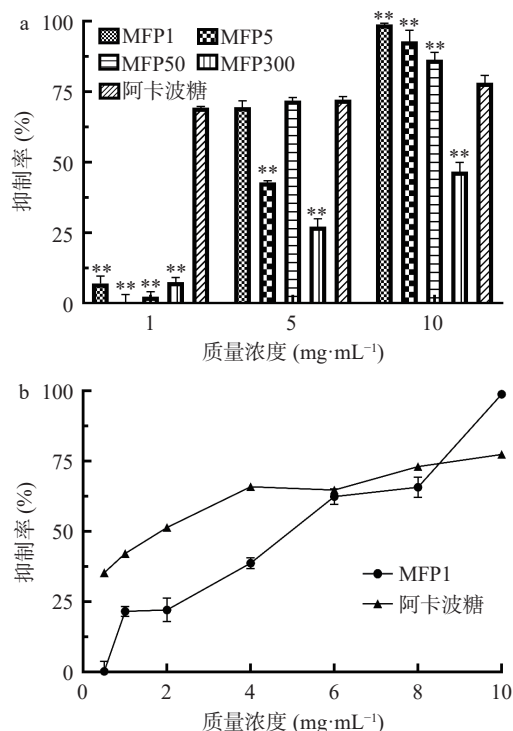 a
100
75
50
25
0
抑制率 (%)
MFP1 MFP5
MFP50 MFP300
阿卡波糖
** ** ** **
** **
** ** ** **
1 5 10
质量浓度 (mg·mL⁻¹)
b
100
75
50
25
0
抑制率 (%)
MFP1
阿卡波糖
0 2 4 6 8 10
质量浓度 (mg·mL⁻¹)